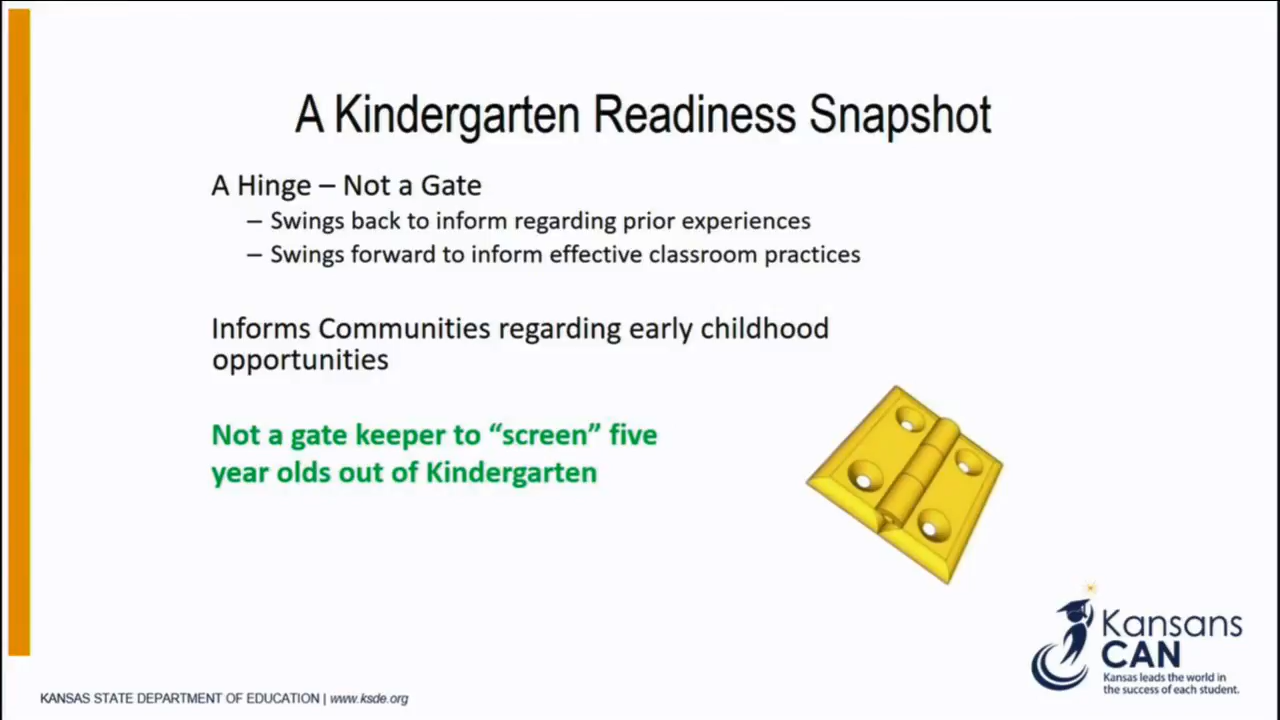 A Kindergarten Readiness Snapshot
A Hinge – Not a Gate
– Swings back to inform regarding prior experiences
– Swings forward to inform effective classroom practices
Informs Communities regarding early childhood
opportunities
Not a gate keeper to “screen” five
year olds out of Kindergarten
Kansans
CAN
Kansas leads the world in
the success of each student.
KANSAS STATE DEPARTMENT OF EDUCATION | www.ksde.org